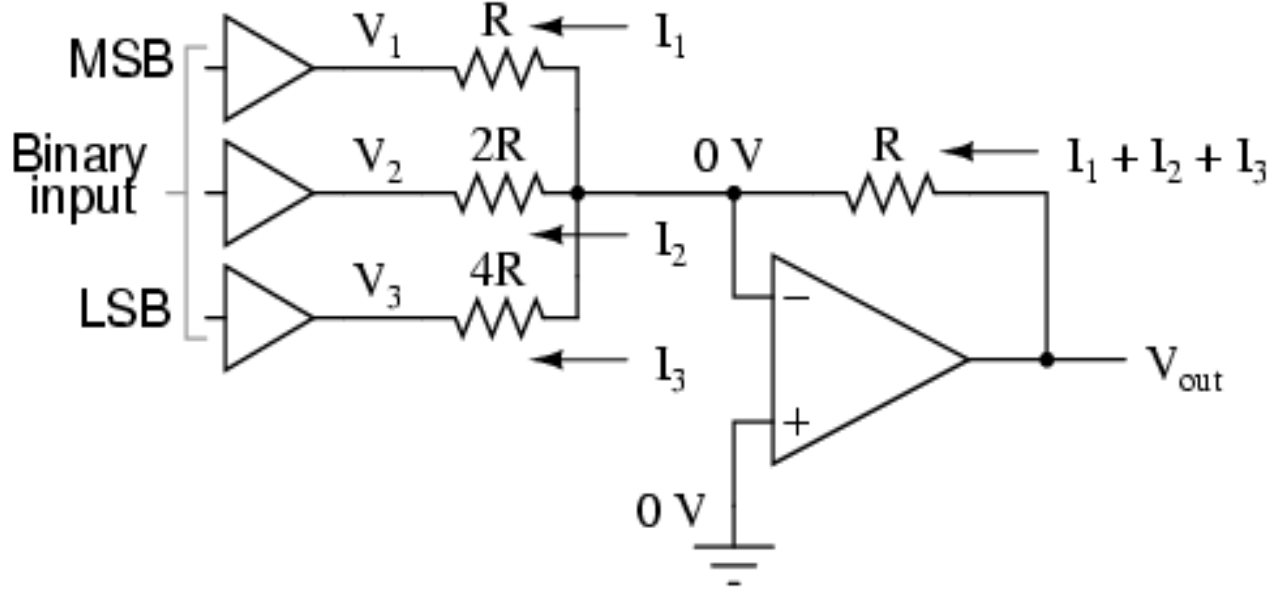 MSB
V1
R
I1
Binary
input
V2
2R
I2
0 V
R
I1 + I2 + I3
LSB
V3
4R
I3
−
+
Vout
0 V